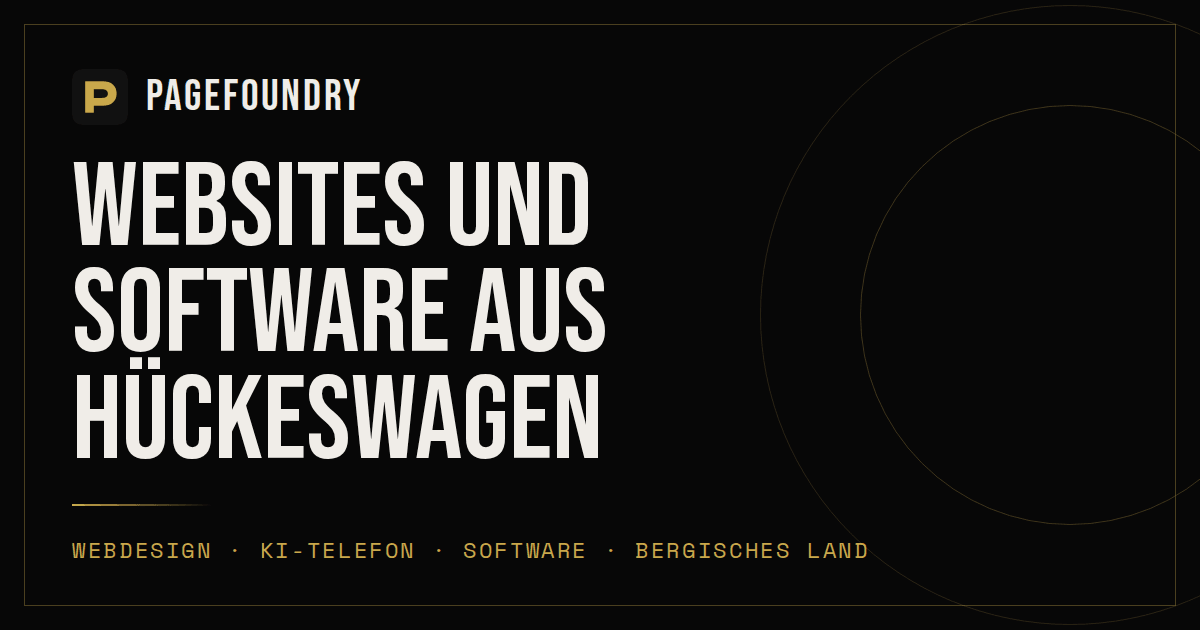 P PAGEFOUNDRY
WEBSITES UND
SOFTWARE AUS
HÜCKESWAGEN
WEBDESIGN · KI-TELEFON · SOFTWARE · BERGISCHES LAND